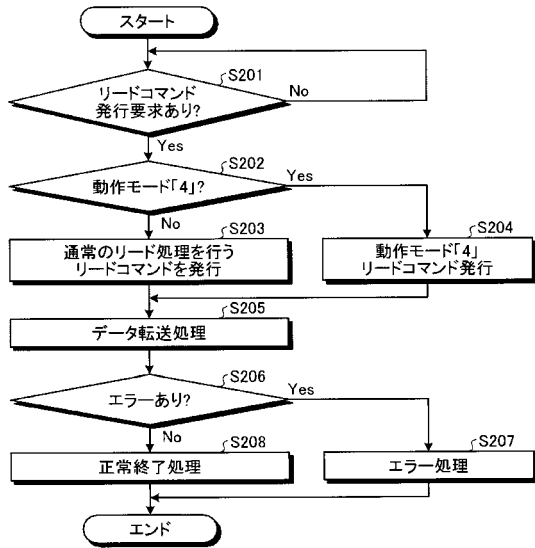 スタート
S201
リードコマンド
発行要求あり?
No
Yes
S202
動作モード「4」?
Yes
No
S203
通常のリード処理を行う
リードコマンドを発行
S204
動作モード「4」
リードコマンド発行
S205
データ転送処理
S206
エラーあり?
Yes
No
S208
正常終了処理
S207
エラー処理
エンド